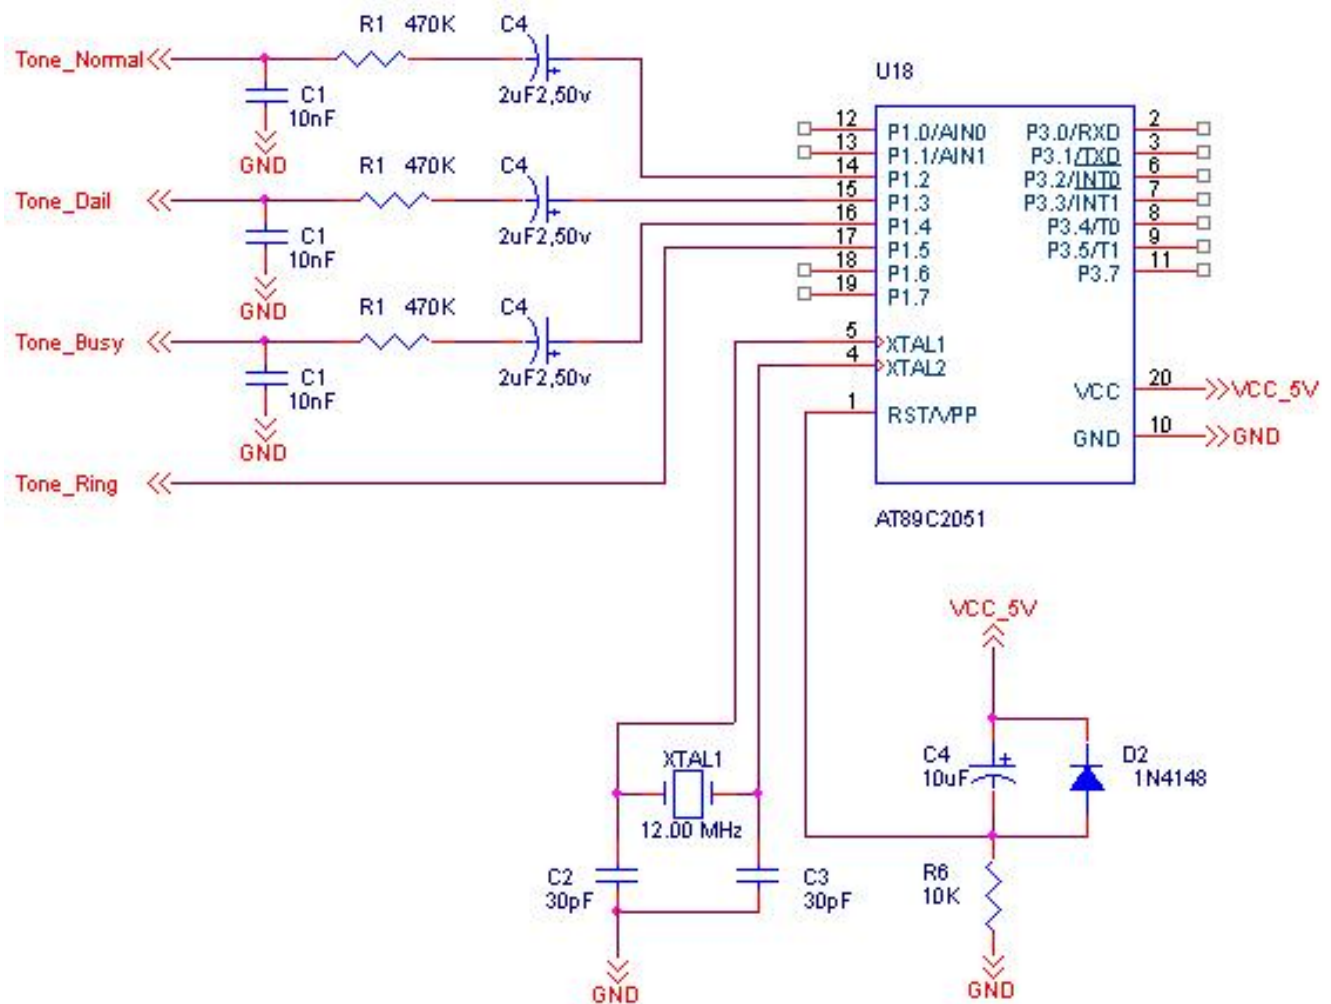 R1 470K C4
Tone_Normal
C1
10nF
2uF2,50v
GND
R1 470K C4
Tone_Dail
C1
10nF
2uF2,50v
GND
R1 470K C4
Tone_Busy
C1
10nF
2uF2,50v
GND
Tone_Ring
U18
12 P1.0/AIN0 P3.0/RXD 2
13 P1.1/AIN1 P3.1/TXD 3
14 P1.2 P3.2/INT0 6
15 P1.3 P3.3/INT1 7
16 P1.4 P3.4/T0 8
17 P1.5 P3.5/T1 9
18 P1.6 P3.7 11
19 P1.7
5 XTAL1
4 XTAL2
VCC 20 VCC_5V
1 RST/VPP
GND 10 GND
AT89C2051
XTAL1
12.00 MHz
C2
30pF
C3
30pF
GND
VCC_5V
C4
10uF
D2
1N4148
R6
10K
GND